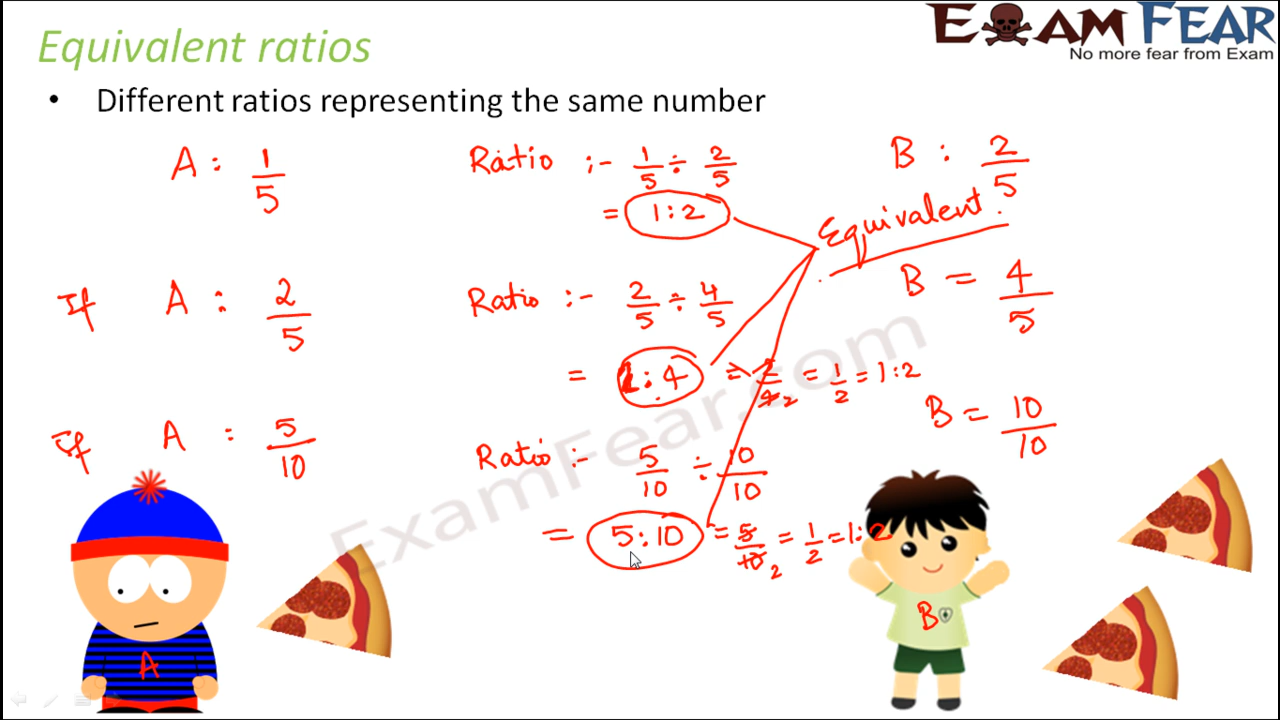 Equivalent ratios
EXAM FEAR
No more fear from Exam
• Different ratios representing the same number
A : 1/5
Ratio :- 1/5 ÷ 2/5
B : 2/5
= 1:2
Equivalent.
If A : 2/5
Ratio :- 2/5 ÷ 4/5
B = 4/5
= 2:4 = 2/4 2 = 1/2 = 1:2
If A : 5/10
Ratio :- 5/10 ÷ 10/10
B = 10/10
= 5:10 = 5/10 2 = 1/2 = 1:2
ExamFear.com
A
B